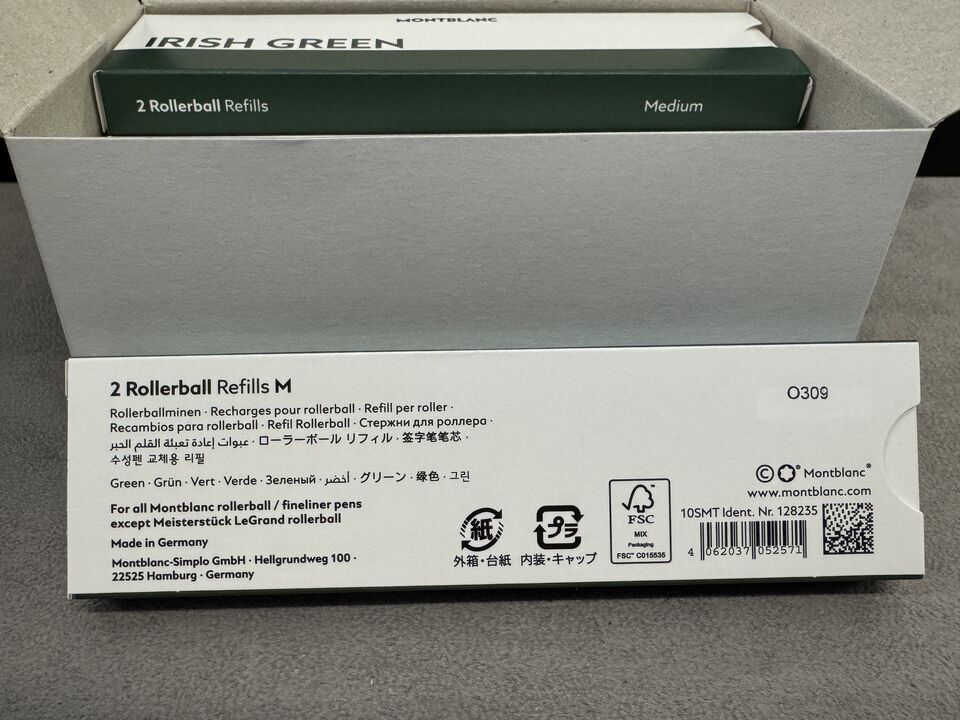 MONTBLANC
IRISH GREEN
2 Rollerball Refills
Medium
2 Rollerball Refills M
O309
Rollerballminen · Recharges pour rollerball · Refill per roller ·
Recambios para rollerball · Refil Rollerball · Стержни для роллера ·
عبوات إعادة تعبئة القلم الحبر · ローラーボール リフィル · 签字笔笔芯 ·
수성펜 교체용 리필
Green · Grün · Vert · Verde · Зеленый · أخضر · グリーン · 绿色 · 그린
For all Montblanc rollerball / fineliner pens
except Meisterstück LeGrand rollerball
Made in Germany
Montblanc-Simplo GmbH · Hellgrundweg 100 ·
22525 Hamburg · Germany
紙
外箱・台紙
プラ
内装・キャップ
FSC
MIX
Packaging
FSC™ C015535
© Montblanc®
www.montblanc.com
10SMT Ident. Nr. 128235
4 062037 052571